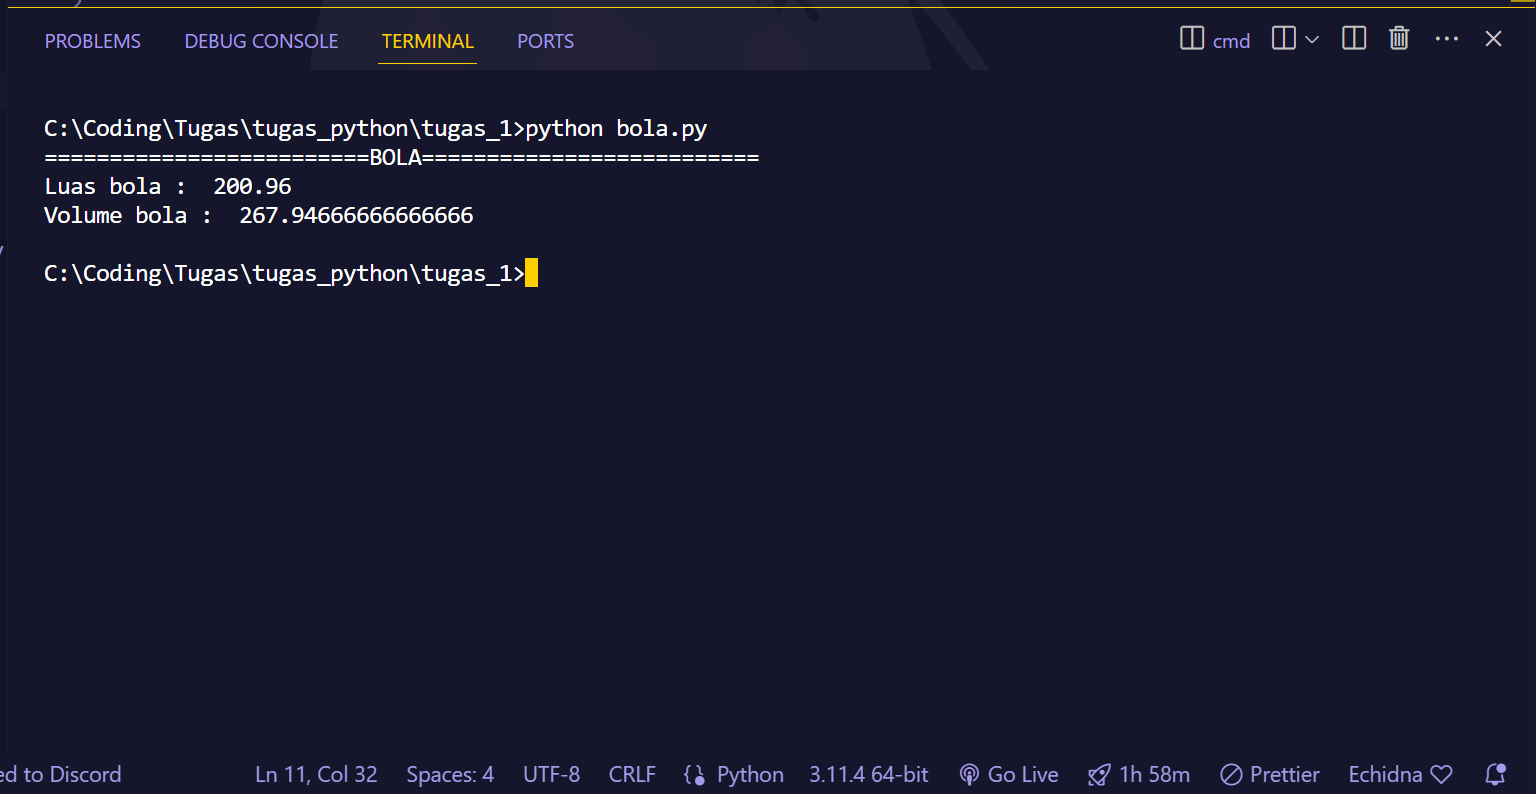 PROBLEMS DEBUG CONSOLE TERMINAL PORTS cmd
C:\Coding\Tugas\tugas_python\tugas_1>python bola.py
=========================BOLA==========================
Luas bola :  200.96
Volume bola :  267.94666666666666
C:\Coding\Tugas\tugas_python\tugas_1>
to Discord Ln 11, Col 32 Spaces: 4 UTF-8 CRLF Python 3.11.4 64-bit Go Live 1h 58m Prettier Echidna